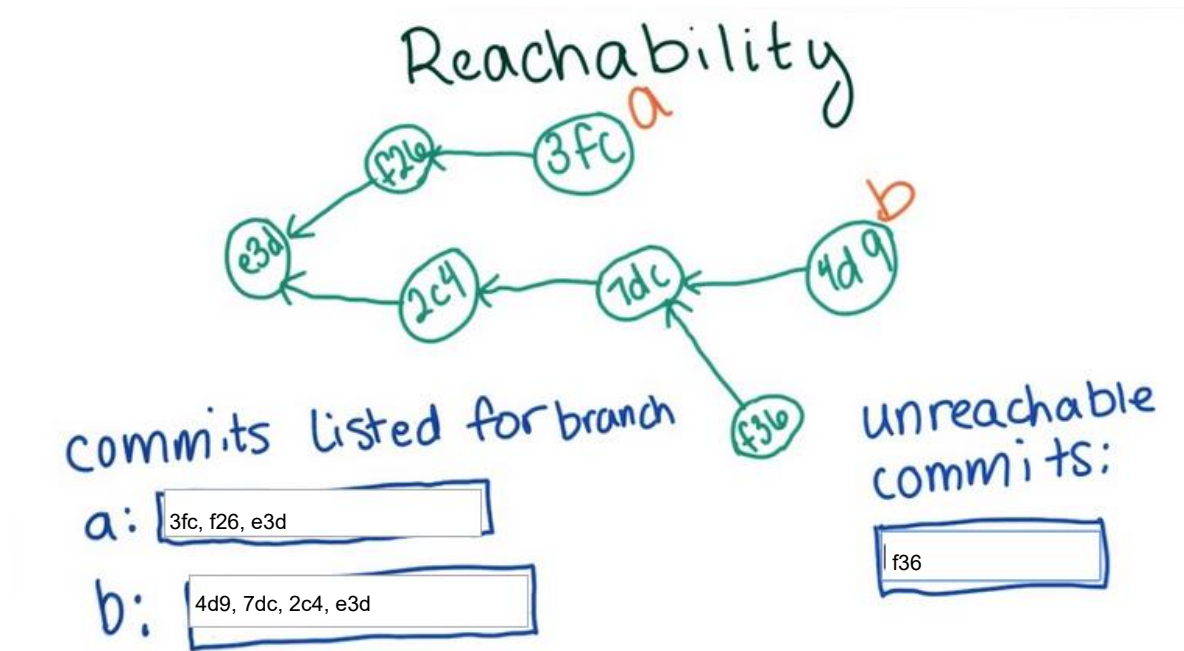 Reachability
a
f26
3fc
b
e3d
2c4
7dc
4d9
f36
commits listed for branch
a: 3fc, f26, e3d
b: 4d9, 7dc, 2c4, e3d
unreachable
commits:
f36